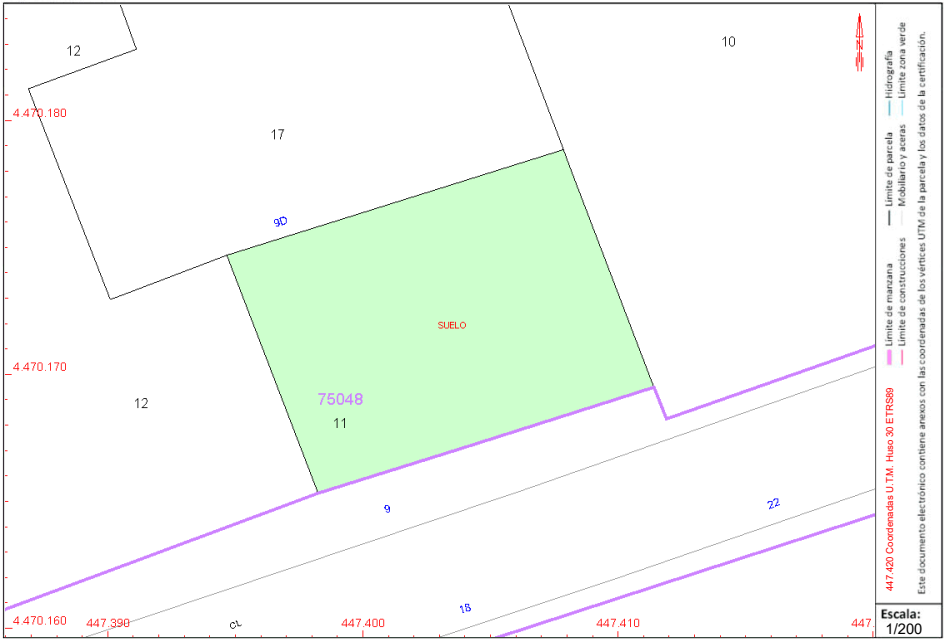 12
10
N
4.470.180
17
9D
SUELO
4.470.170
75048
12
11
9
22
18
CL
4.470.160
447.390
447.400
447.410
447.
447.420 Coordenadas U.T.M. Huso 30 ETRS89
Límite de manzana
Límite de parcela
Hidrografía
Límite de construcciones
Mobiliario y aceras
Límite zona verde
Este documento electrónico contiene anexos con las coordenadas de los vértices UTM de la parcela y los datos de la certificación.
Escala:
1/200